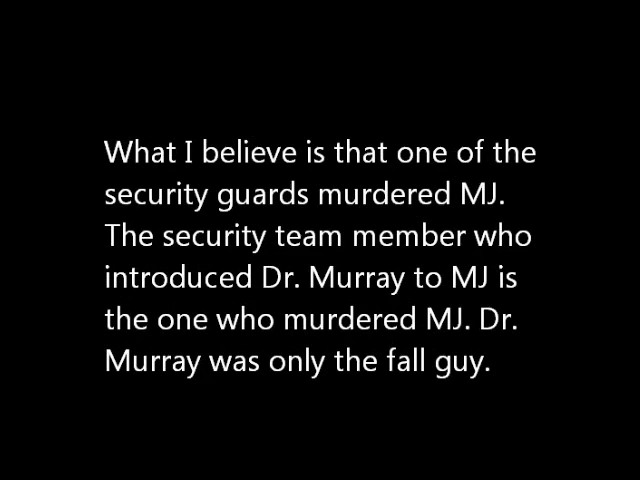 What I believe is that one of the
security guards murdered MJ.
The security team member who
introduced Dr. Murray to MJ is
the one who murdered MJ. Dr.
Murray was only the fall guy.